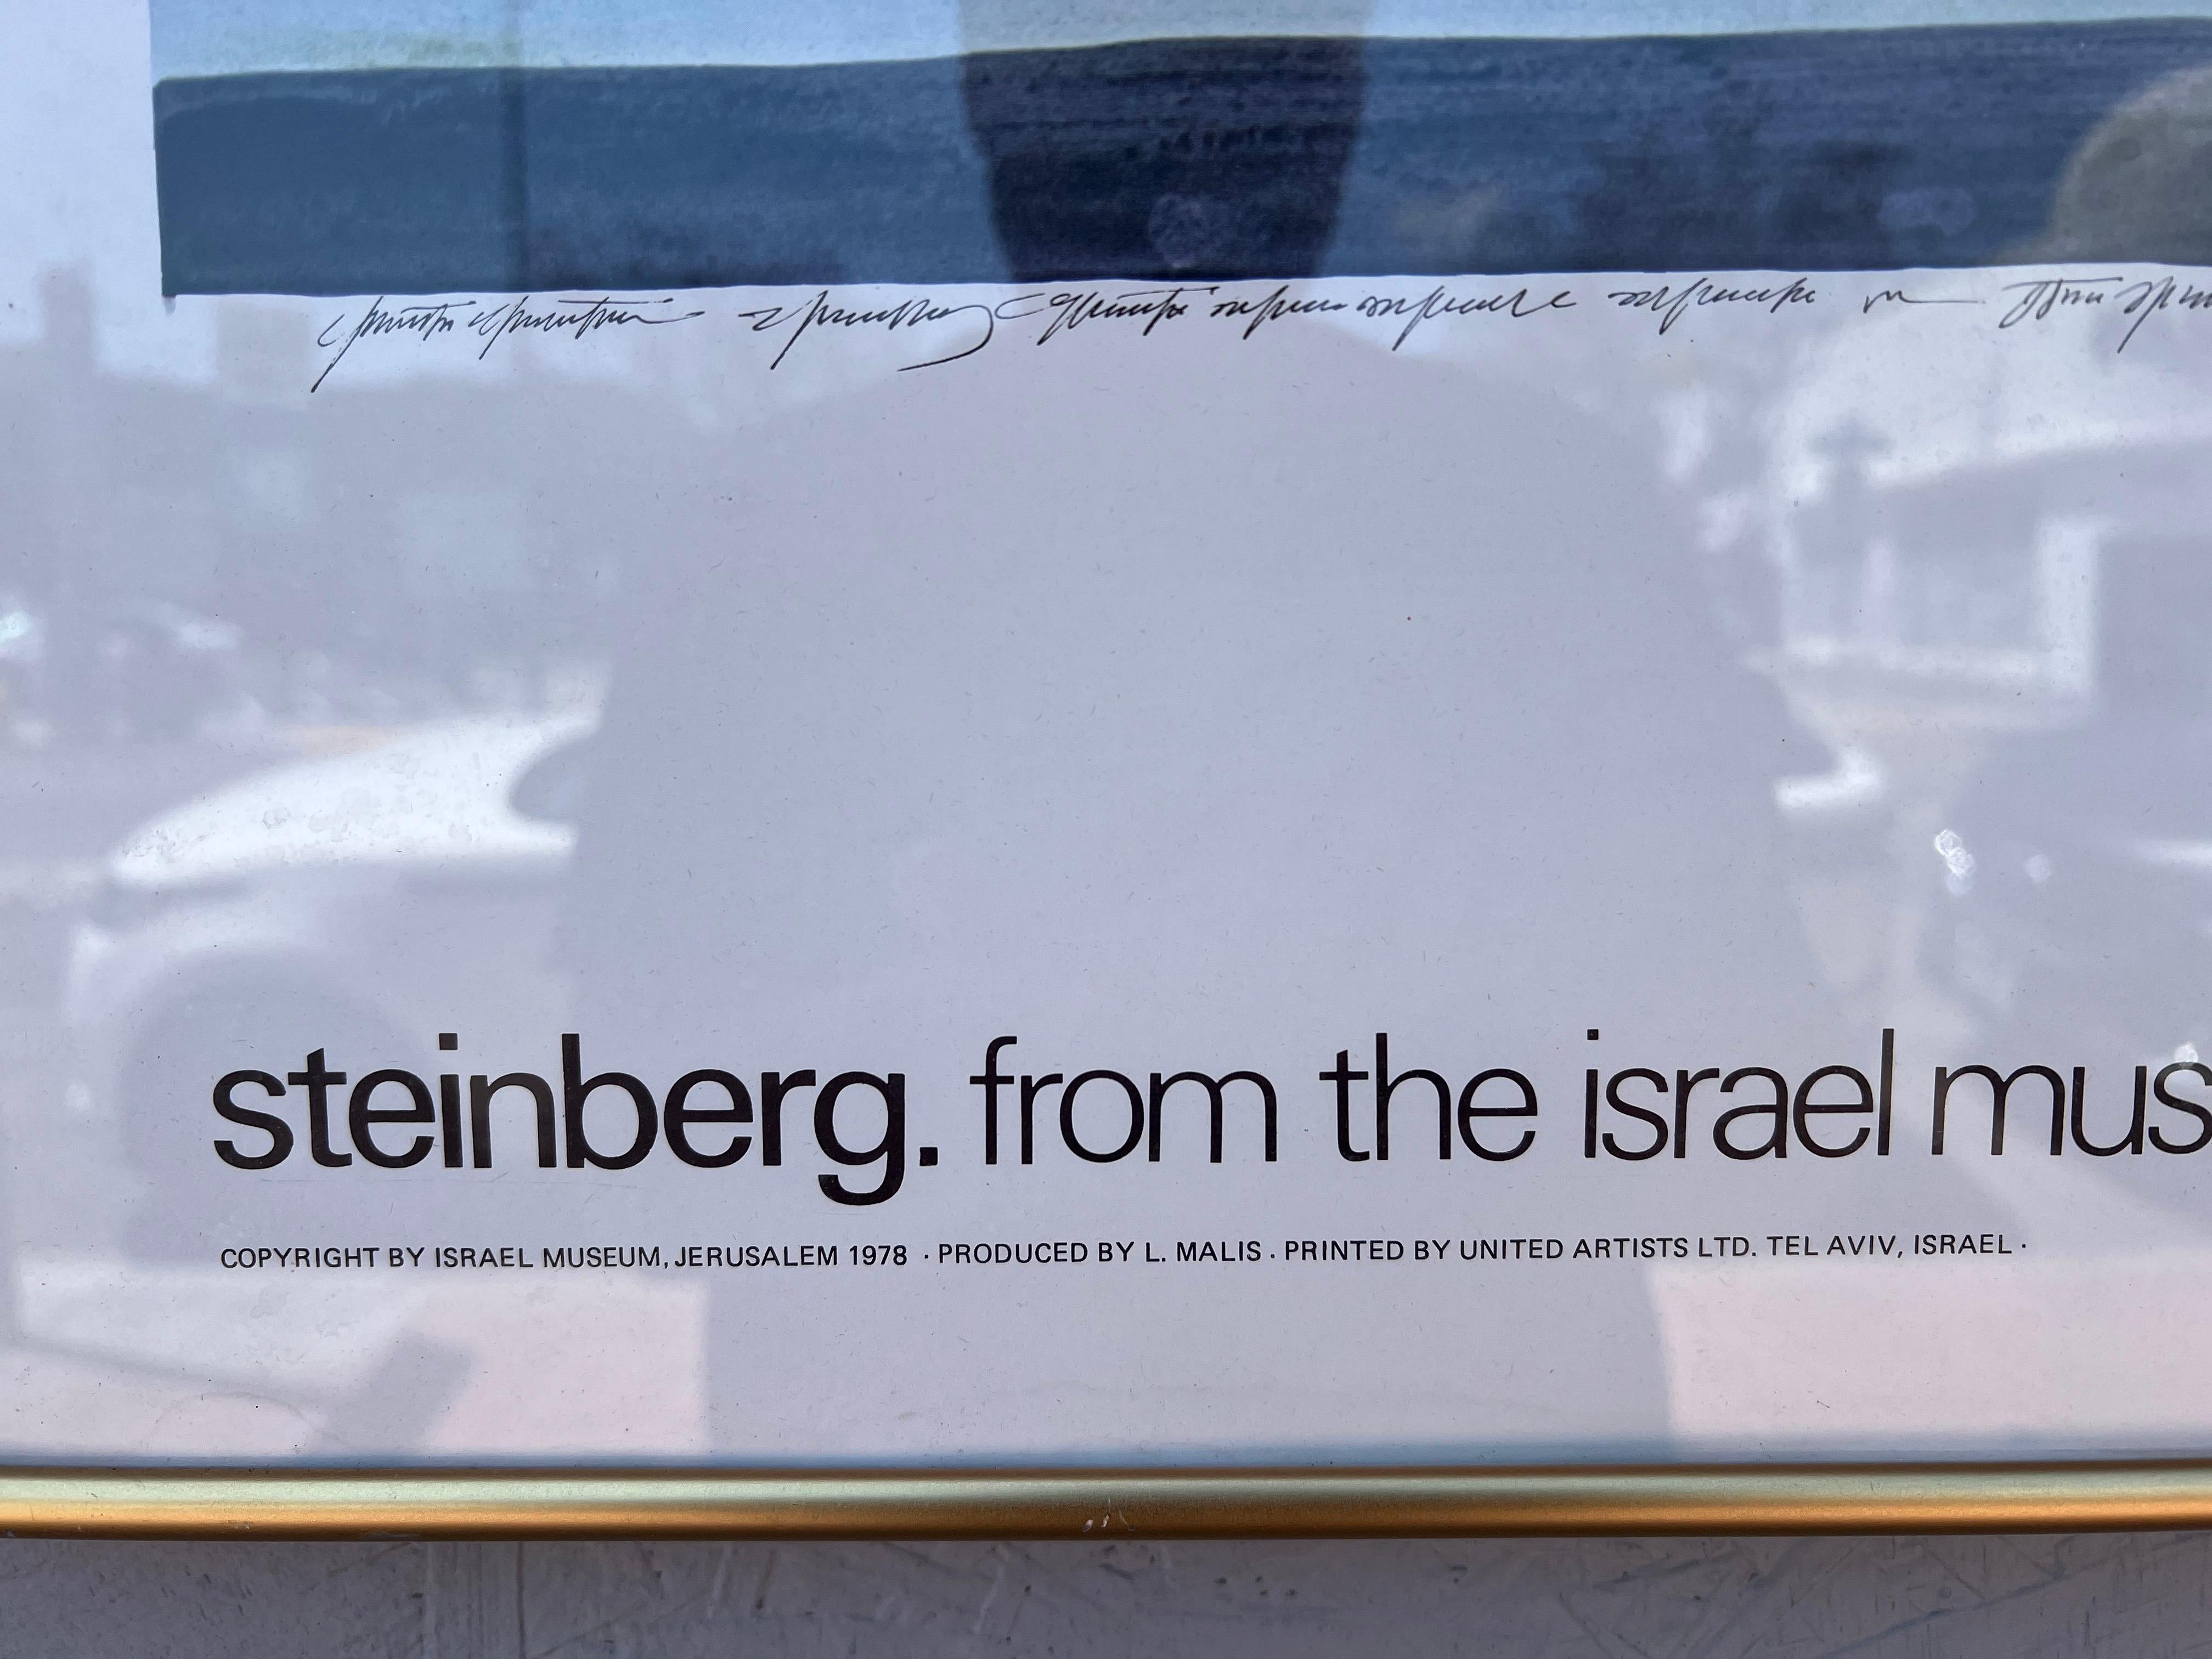 steinberg. from the israel mus
COPYRIGHT BY ISRAEL MUSEUM, JERUSALEM 1978 · PRODUCED BY L. MALIS · PRINTED BY UNITED ARTISTS LTD. TEL AVIV, ISRAEL ·